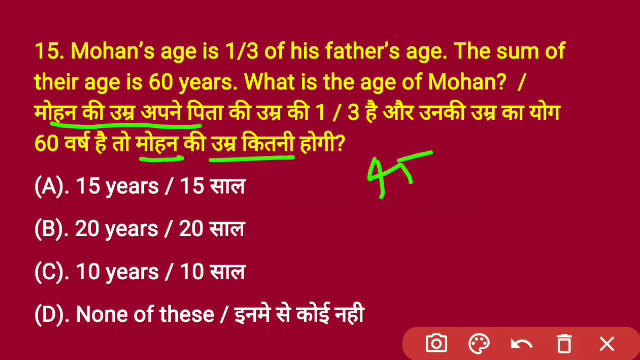 15. Mohan's age is 1/3 of his father's age. The sum of
their age is 60 years. What is the age of Mohan? /
मोहन की उम्र अपने पिता की उम्र की 1 / 3 है और उनकी उम्र का योग
60 वर्ष है तो मोहन की उम्र कितनी होगी?
45
(A). 15 years / 15 साल
(B). 20 years / 20 साल
(C). 10 years / 10 साल
(D). None of these / इनमे से कोई नही